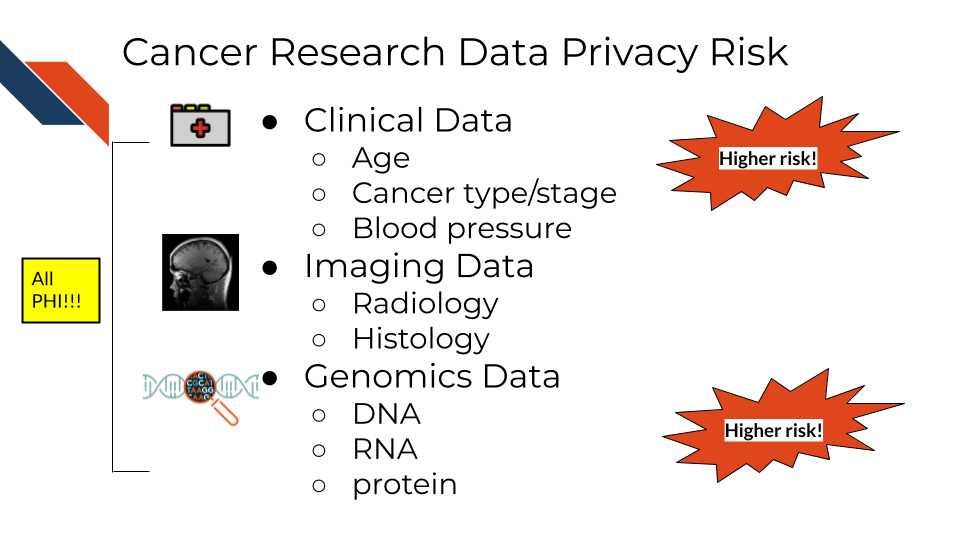 Cancer Research Data Privacy Risk
● Clinical Data
○ Age
○ Cancer type/stage
○ Blood pressure
Higher risk!
All
PHI!!!
● Imaging Data
○ Radiology
○ Histology
● Genomics Data
○ DNA
○ RNA
○ protein
Higher risk!